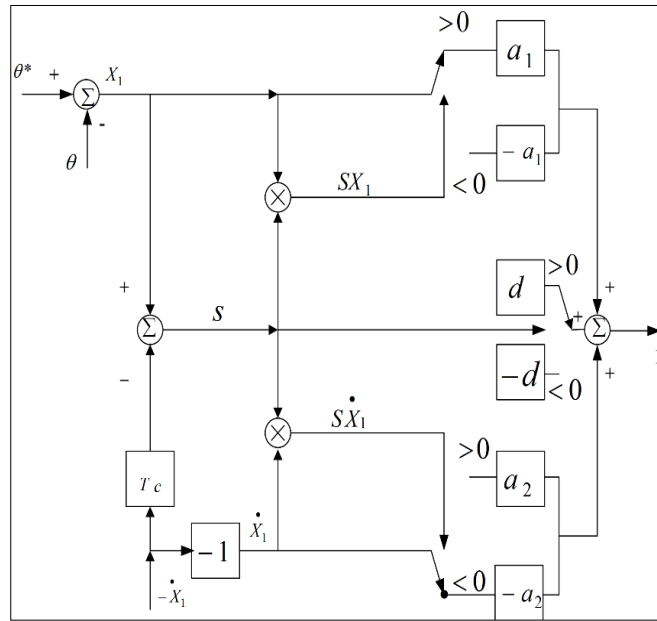 >0
a₁
θ* +
X₁
Σ
-
θ
- a₁
<0
×
SX₁
d
>0
+
+
S
+
Σ
Σ
−
-d
<0
+
×
SẊ₁
>0
a₂
Tc
-1
Ẋ₁
<0
- a₂
-Ẋ₁